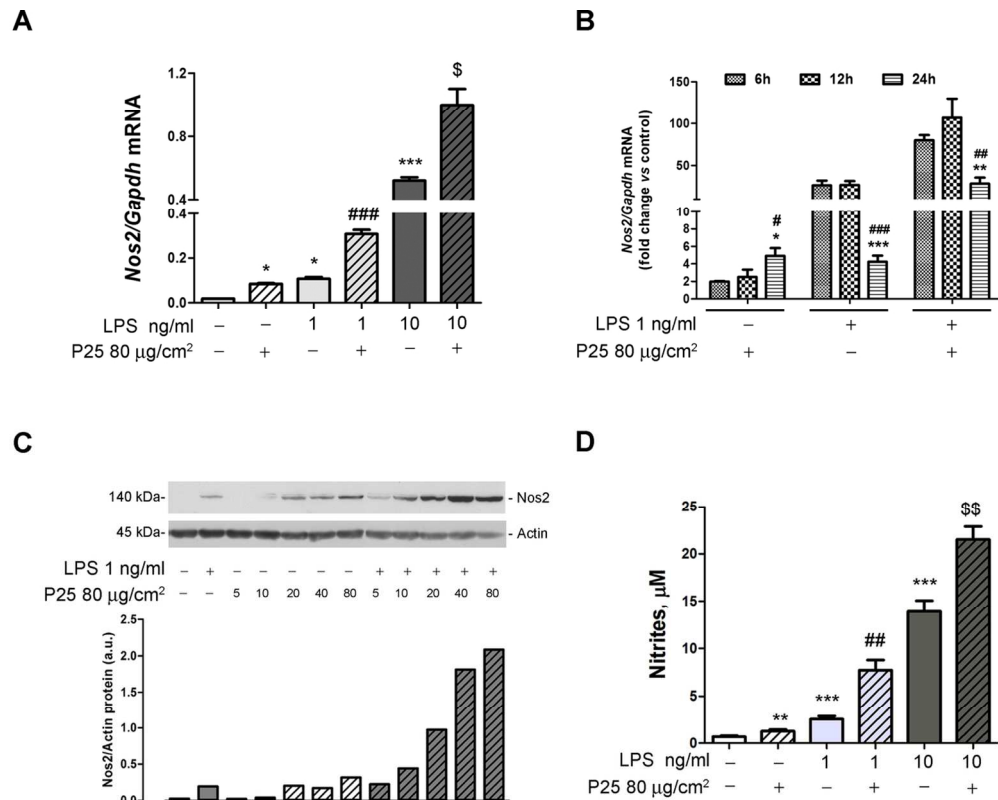 A
Nos2/Gapdh mRNA
1.2
0.8
0.4
0.4
0.2
0.0
* * ### *** $
LPS ng/ml – – 1 1 10 10
P25 80 µg/cm² – + – + – +
B
Nos2/Gapdh mRNA
(fold change vs control)
6h 12h 24h
150
100
50
10
8
6
4
2
0
#
*
###
***
##
**
LPS 1 ng/ml – + +
P25 80 µg/cm² + – +
C
140 kDa- - Nos2
45 kDa- - Actin
LPS 1 ng/ml – + – – – – – + + + + +
P25 80 µg/cm² – – 5 10 20 40 80 5 10 20 40 80
Nos2/Actin protein (a.u.)
2.5
2.0
1.5
1.0
0.5
0.0
D
Nitrites, µM
25
20
15
10
5
0
** *** ## *** $$
LPS ng/ml – – 1 1 10 10
P25 80 µg/cm² – + – + – +